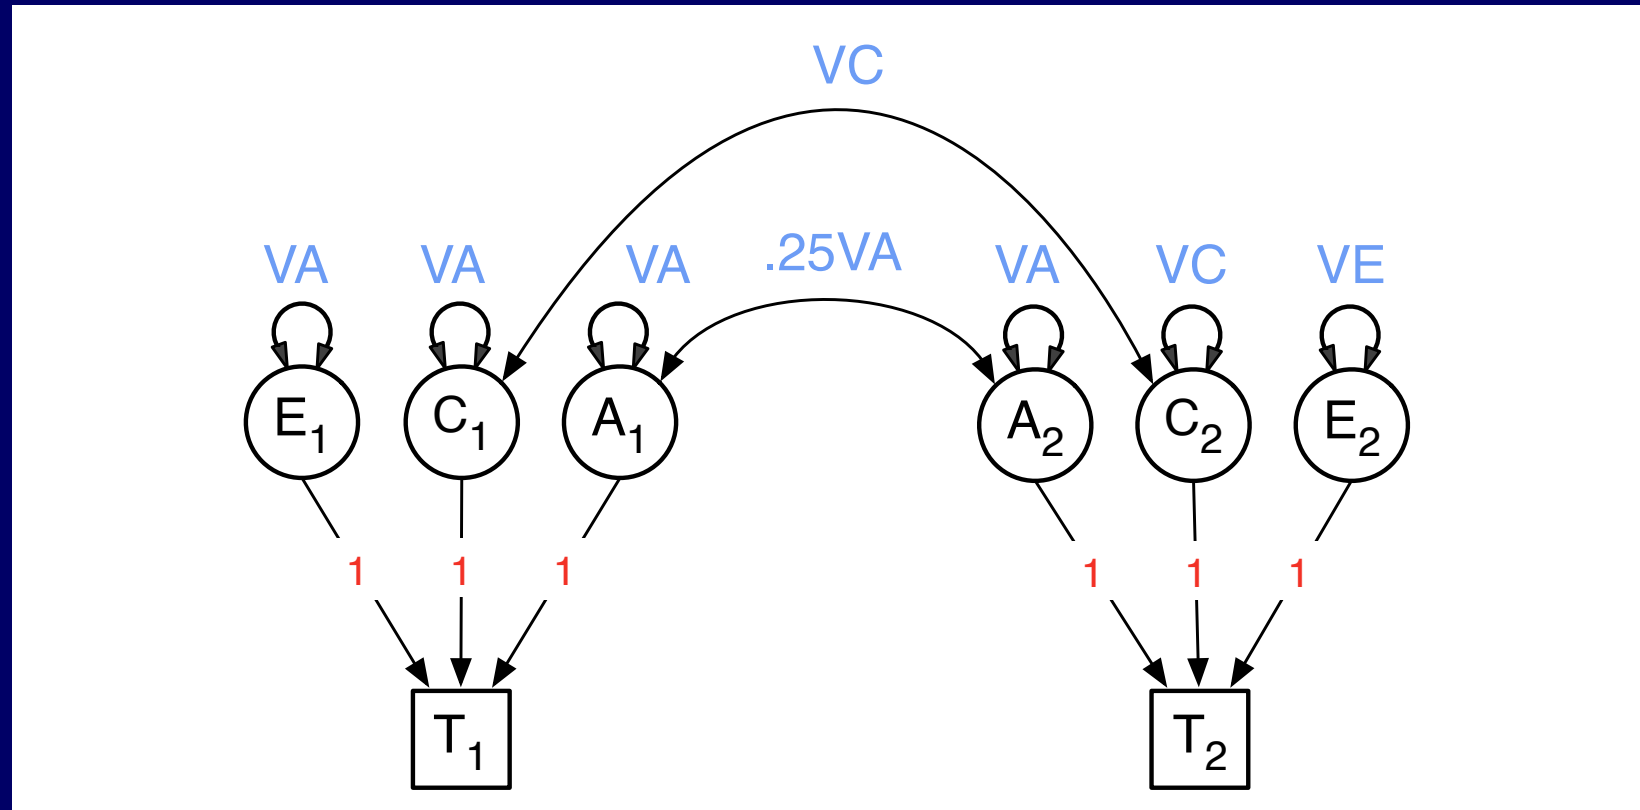 VC
VA VA VA .25VA VA VC VE
E1 C1 A1 A2 C2 E2
1 1 1 1 1 1
T1 T2